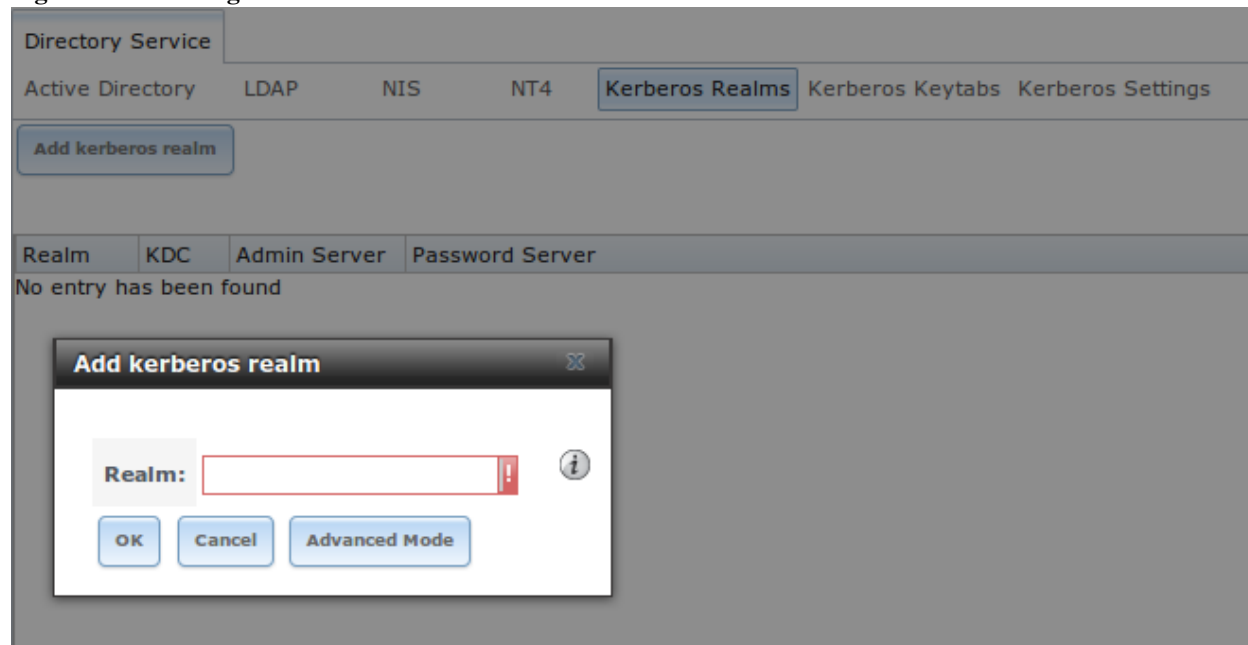 Directory Service
Active Directory LDAP NIS NT4 Kerberos Realms Kerberos Keytabs Kerberos Settings
Add kerberos realm
Realm KDC Admin Server Password Server
No entry has been found
Add kerberos realm
Realm: !
i
OK Cancel Advanced Mode